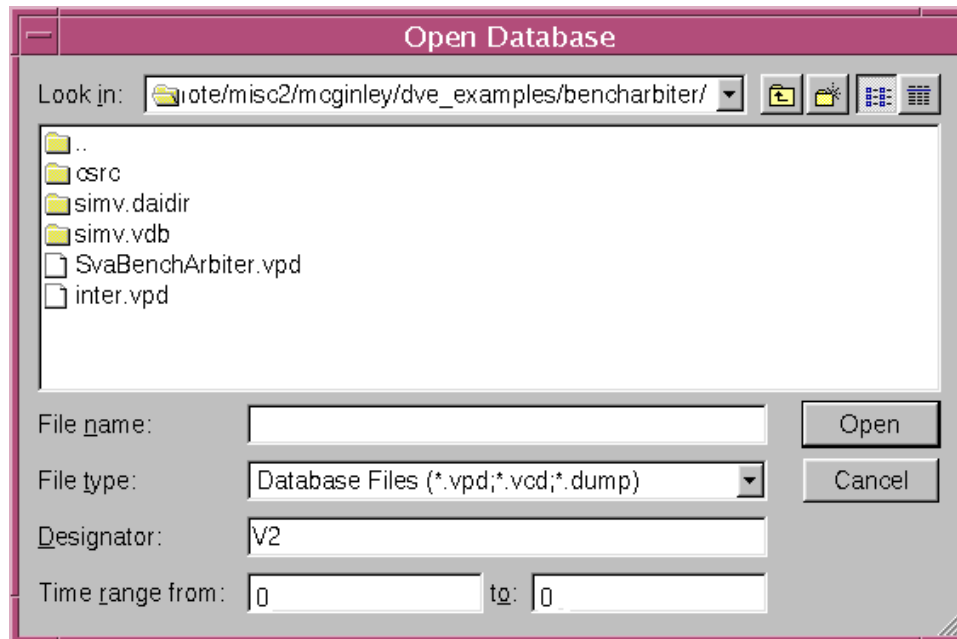 Open Database
Look in: ote/misc2/mcginley/dve_examples/bencharbiter/
..
csrc
simv.daidir
simv.vdb
SvaBenchArbiter.vpd
inter.vpd
File name: Open
File type: Database Files (*.vpd;*.vcd;*.dump) Cancel
Designator: V2
Time range from: 0 to: 0